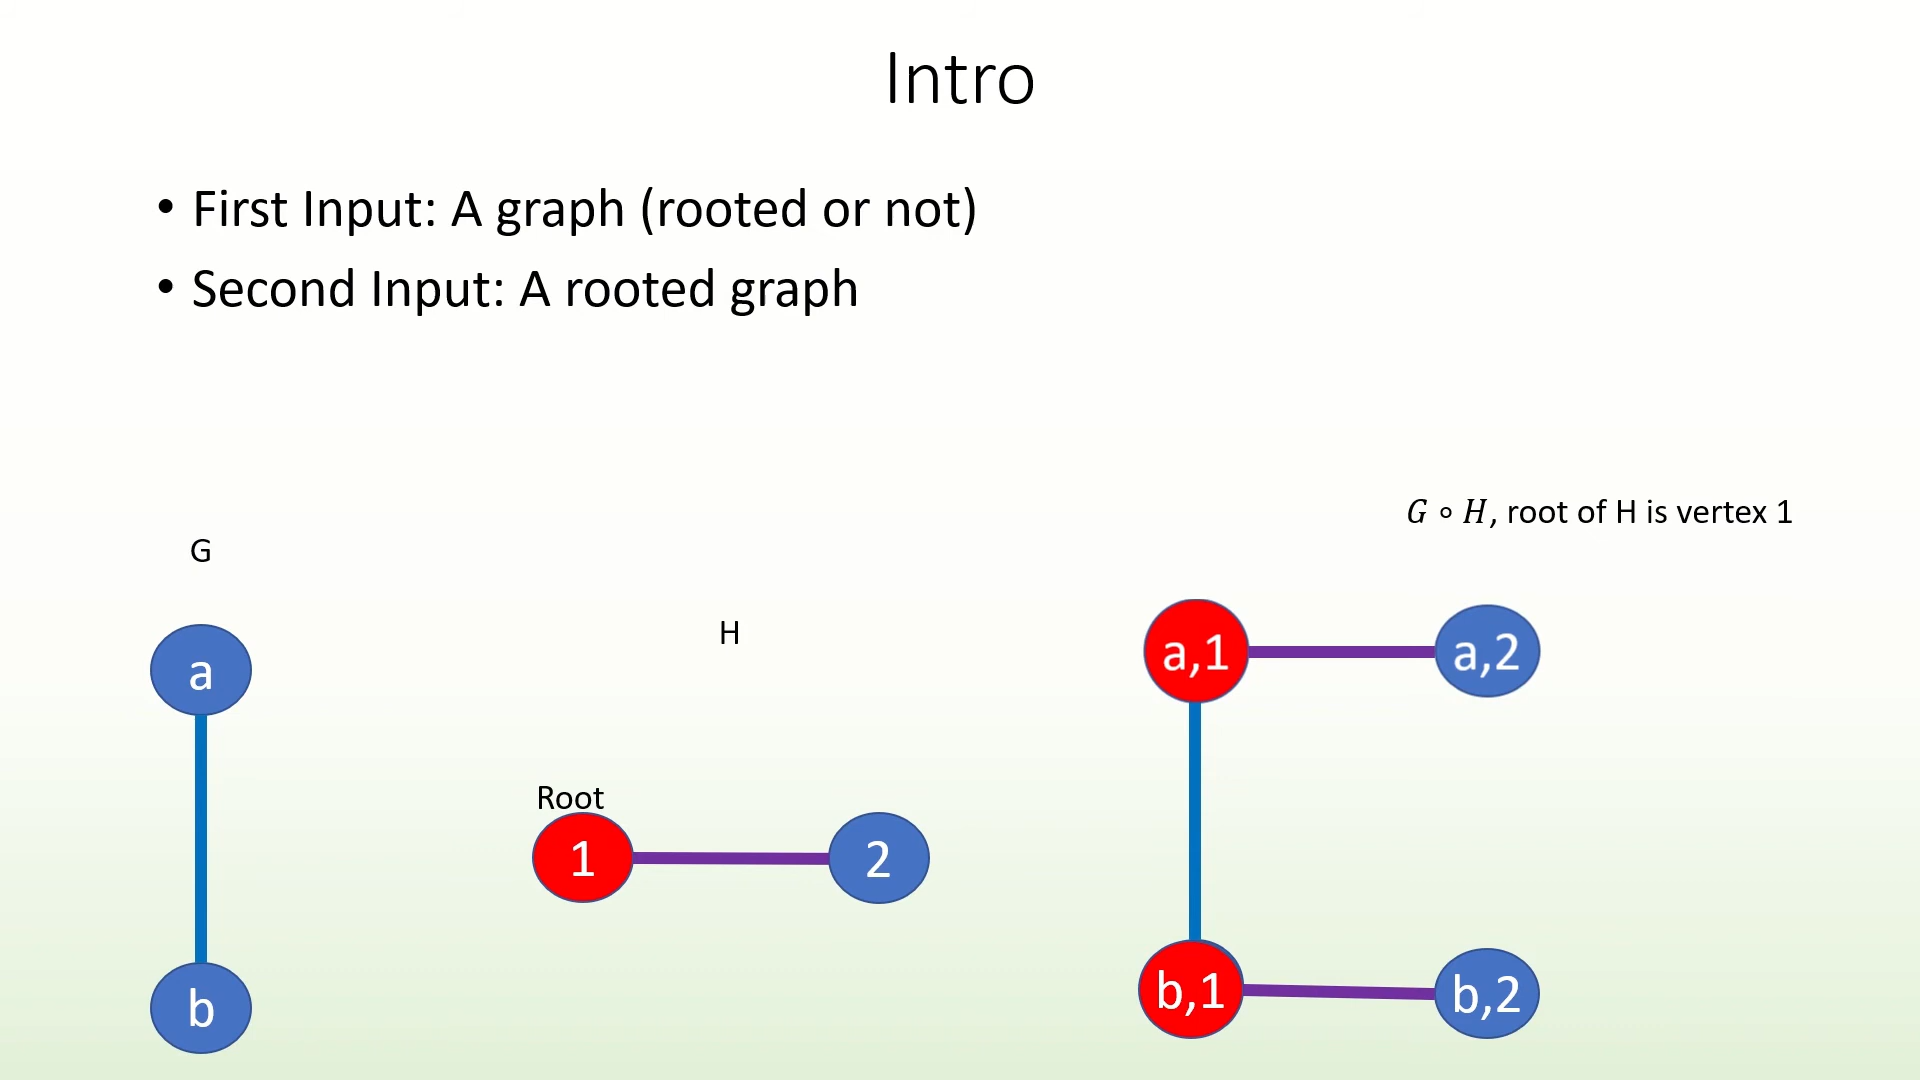 Intro
• First Input: A graph (rooted or not)
• Second Input: A rooted graph
G ∘ H, root of H is vertex 1
G
H
a
a,1
a,2
Root
1
2
b
b,1
b,2